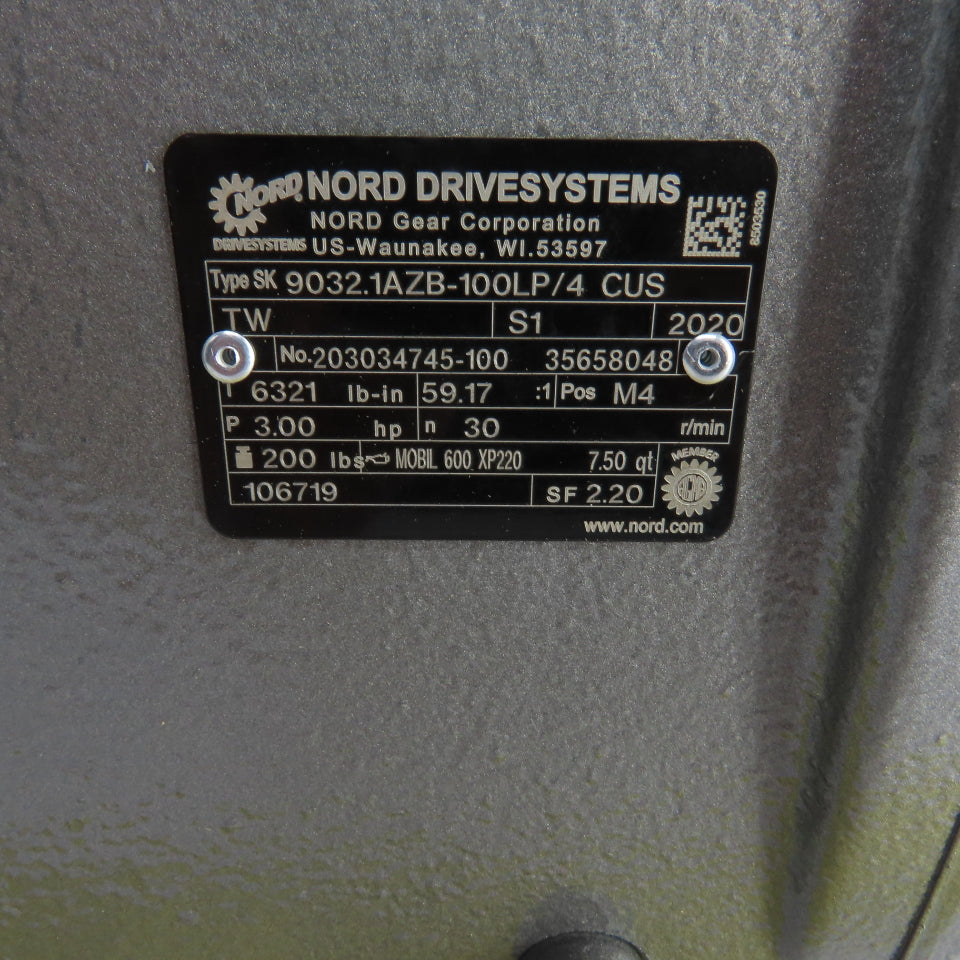 NORD
DRIVESYSTEMS
NORD DRIVESYSTEMS
NORD Gear Corporation
US-Waunakee, WI.53597
8503530
Type SK 9032.1AZB-100LP/4 CUS
TW S1 2020
No. 203034745-100 35658048
T 6321 lb-in 59.17 :1 Pos M4
P 3.00 hp n 30 r/min
200 lbs MOBIL 600 XP220 7.50 qt
MEMBER
AGMA
106719 SF 2.20
www.nord.com